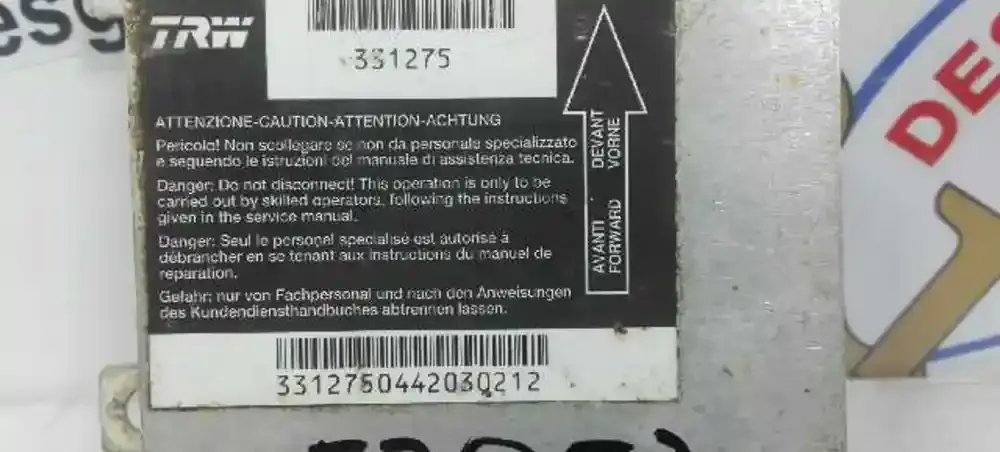 TRW
331275
ATTENZIONE-CAUTION-ATTENTION-ACHTUNG
Pericolo! Non scollegare se non da personale specializzato
e seguendo le istruzioni del manuale di assistenza tecnica.
Danger: Do not disconnect! This operation is only to be
carried out by skilled operators, following the instructions
given in the service manual.
Danger: Seul le personal specialisé est autorisé à
débrancher en se tenant aux instructions du manuel de
reparation.
Gefahr: nur von Fachpersonal und nach den Anweisungen
des Kundendiensthandbuches abtrennen lassen.
AVANTI DEVANT
FORWARD VORNE
3312750442030212
DES